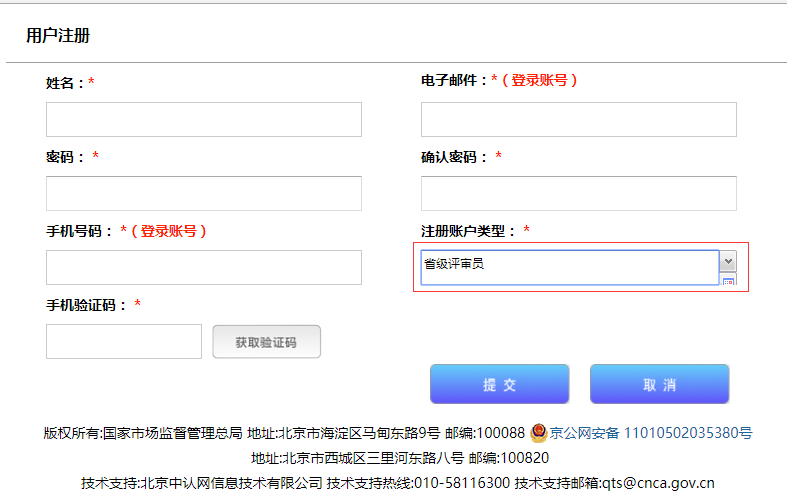 用户注册
姓名：*
电子邮件：*（登录账号）
密码： *
确认密码： *
手机号码： *（登录账号）
注册账户类型： *
省级评审员
手机验证码： *
获取验证码
提 交
取 消
版权所有:国家市场监督管理总局 地址:北京市海淀区马甸东路9号 邮编:100088 京公网安备 11010502035380号
地址:北京市西城区三里河东路八号 邮编:100820
技术支持:北京中认网信息技术有限公司 技术支持热线:010-58116300 技术支持邮箱:qts@cnca.gov.cn